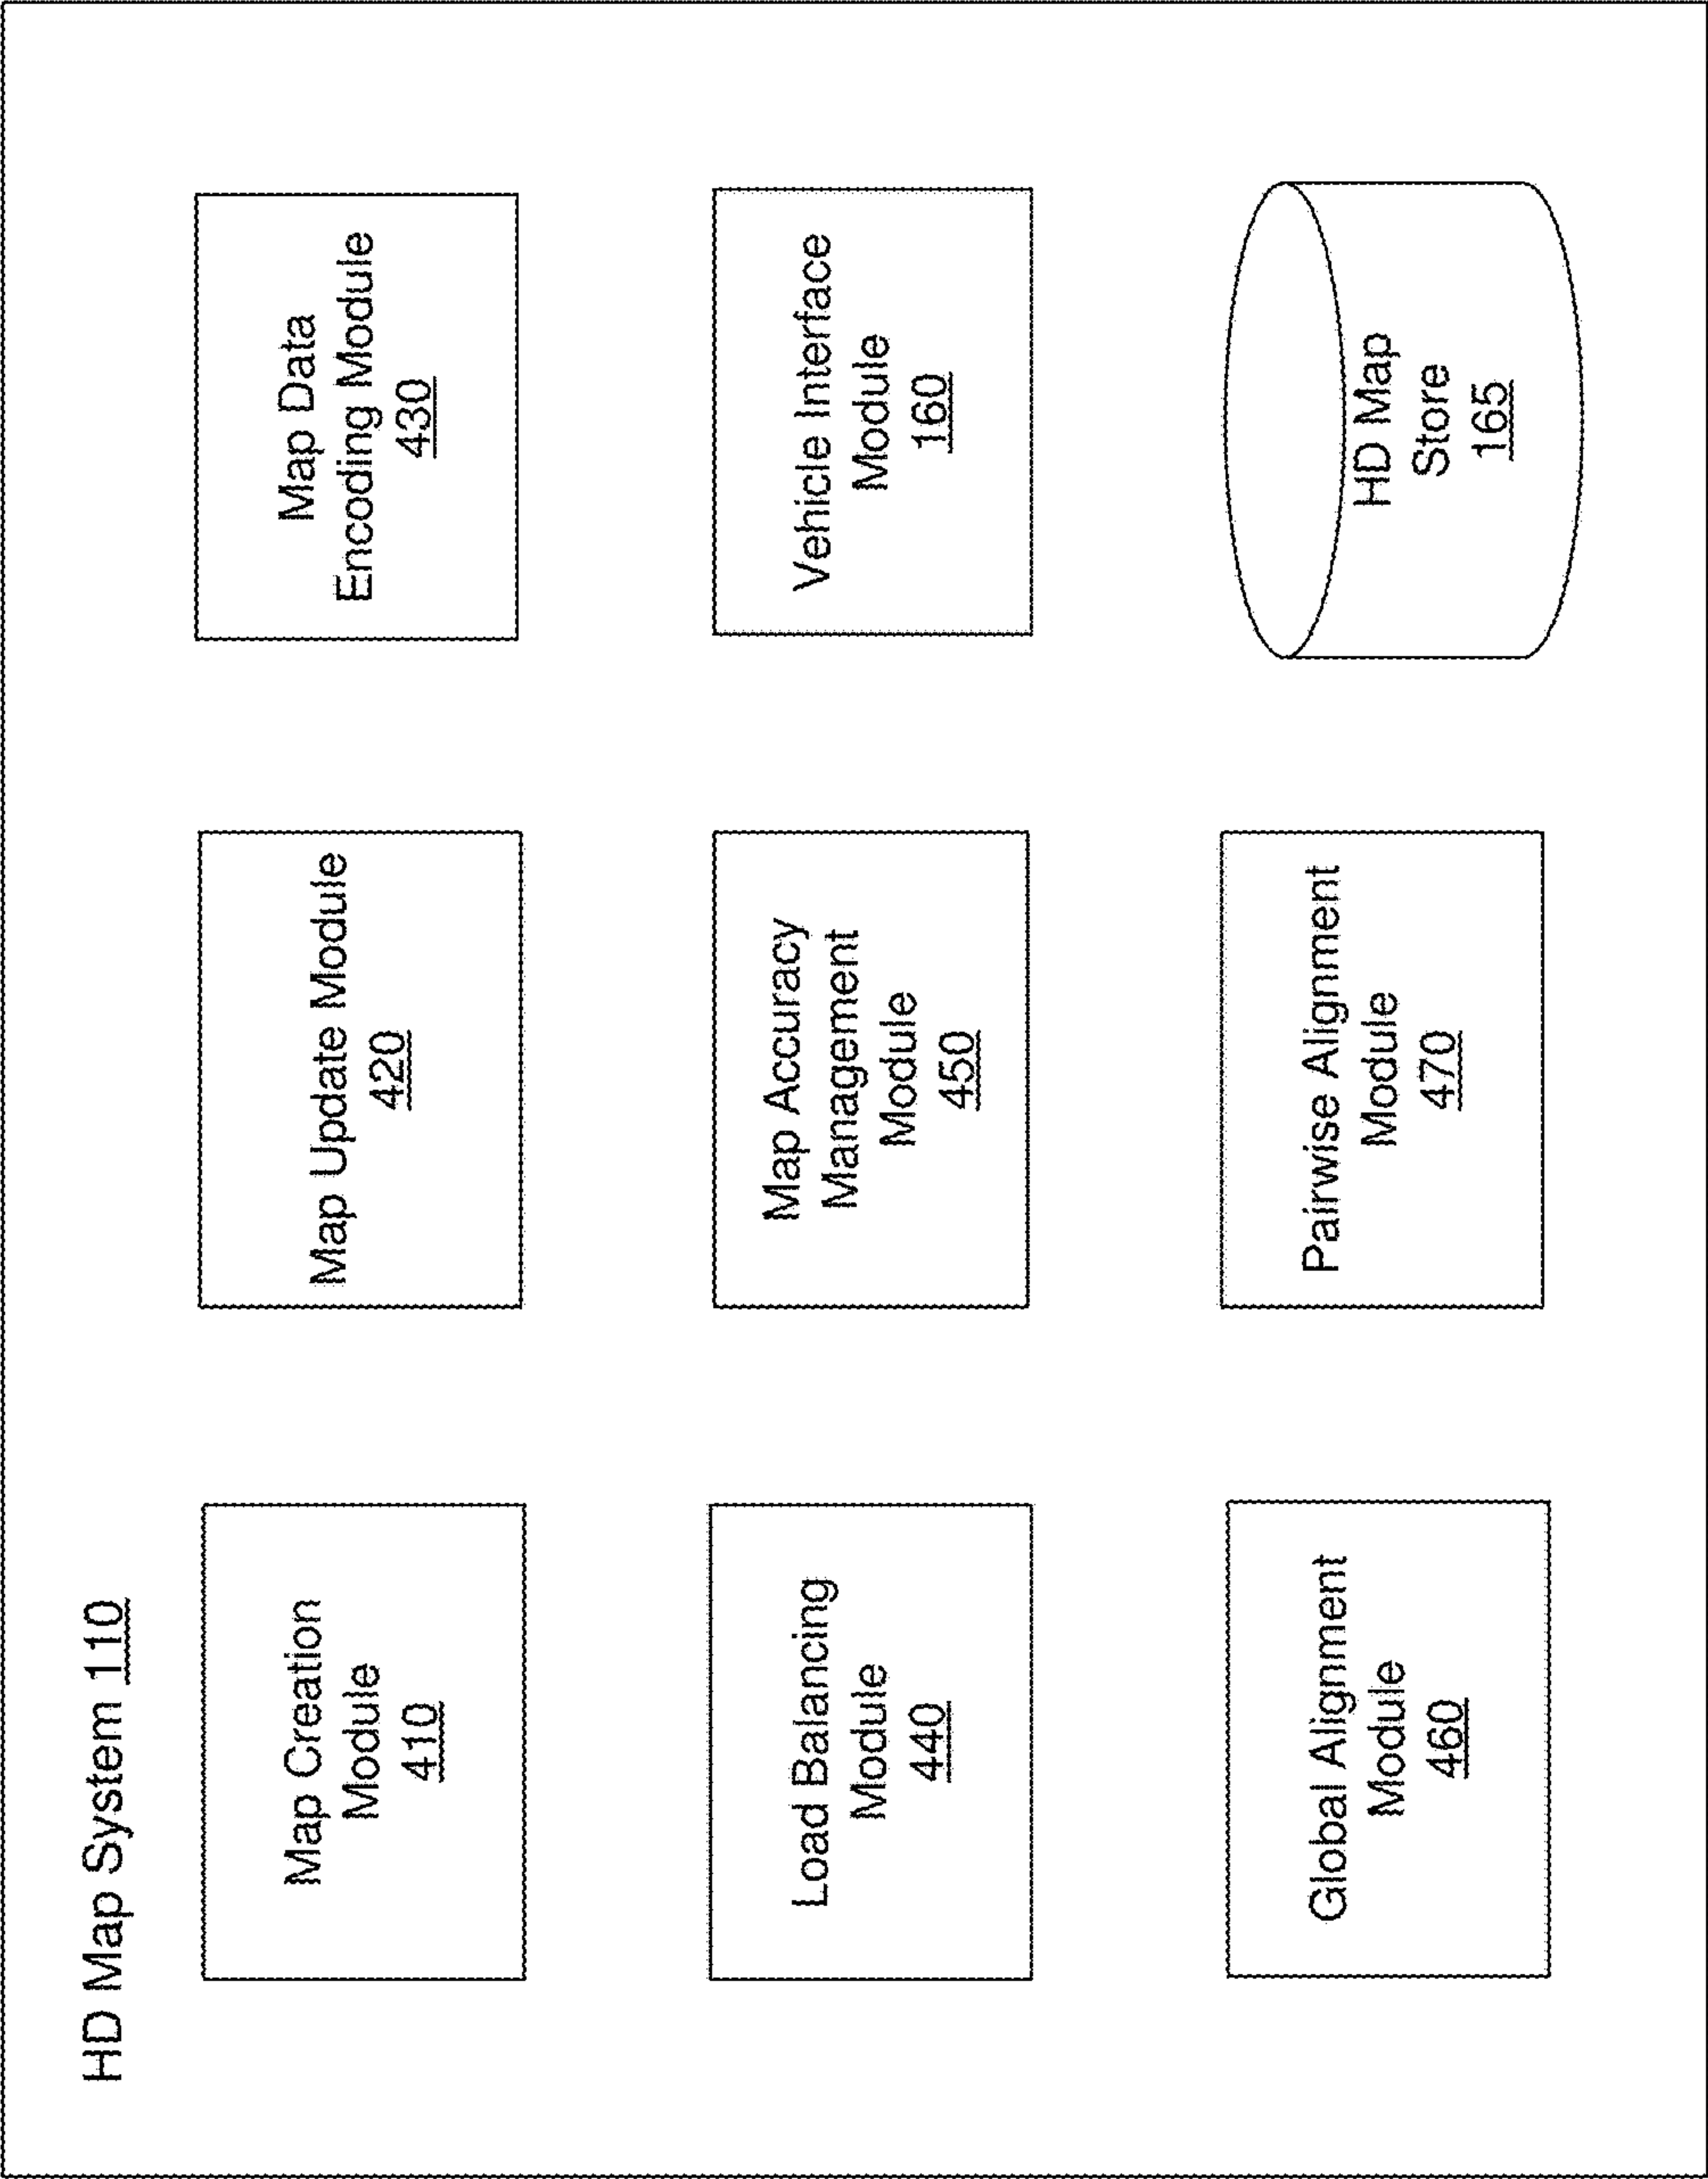 HD Map System 110
Map Creation
Module
410
Map Update Module
420
Map Data
Encoding Module
430
Load Balancing
Module
440
Map Accuracy
Management
Module
450
Vehicle Interface
Module
160
Global Alignment
Module
460
Pairwise Alignment
Module
470
HD Map
Store
165